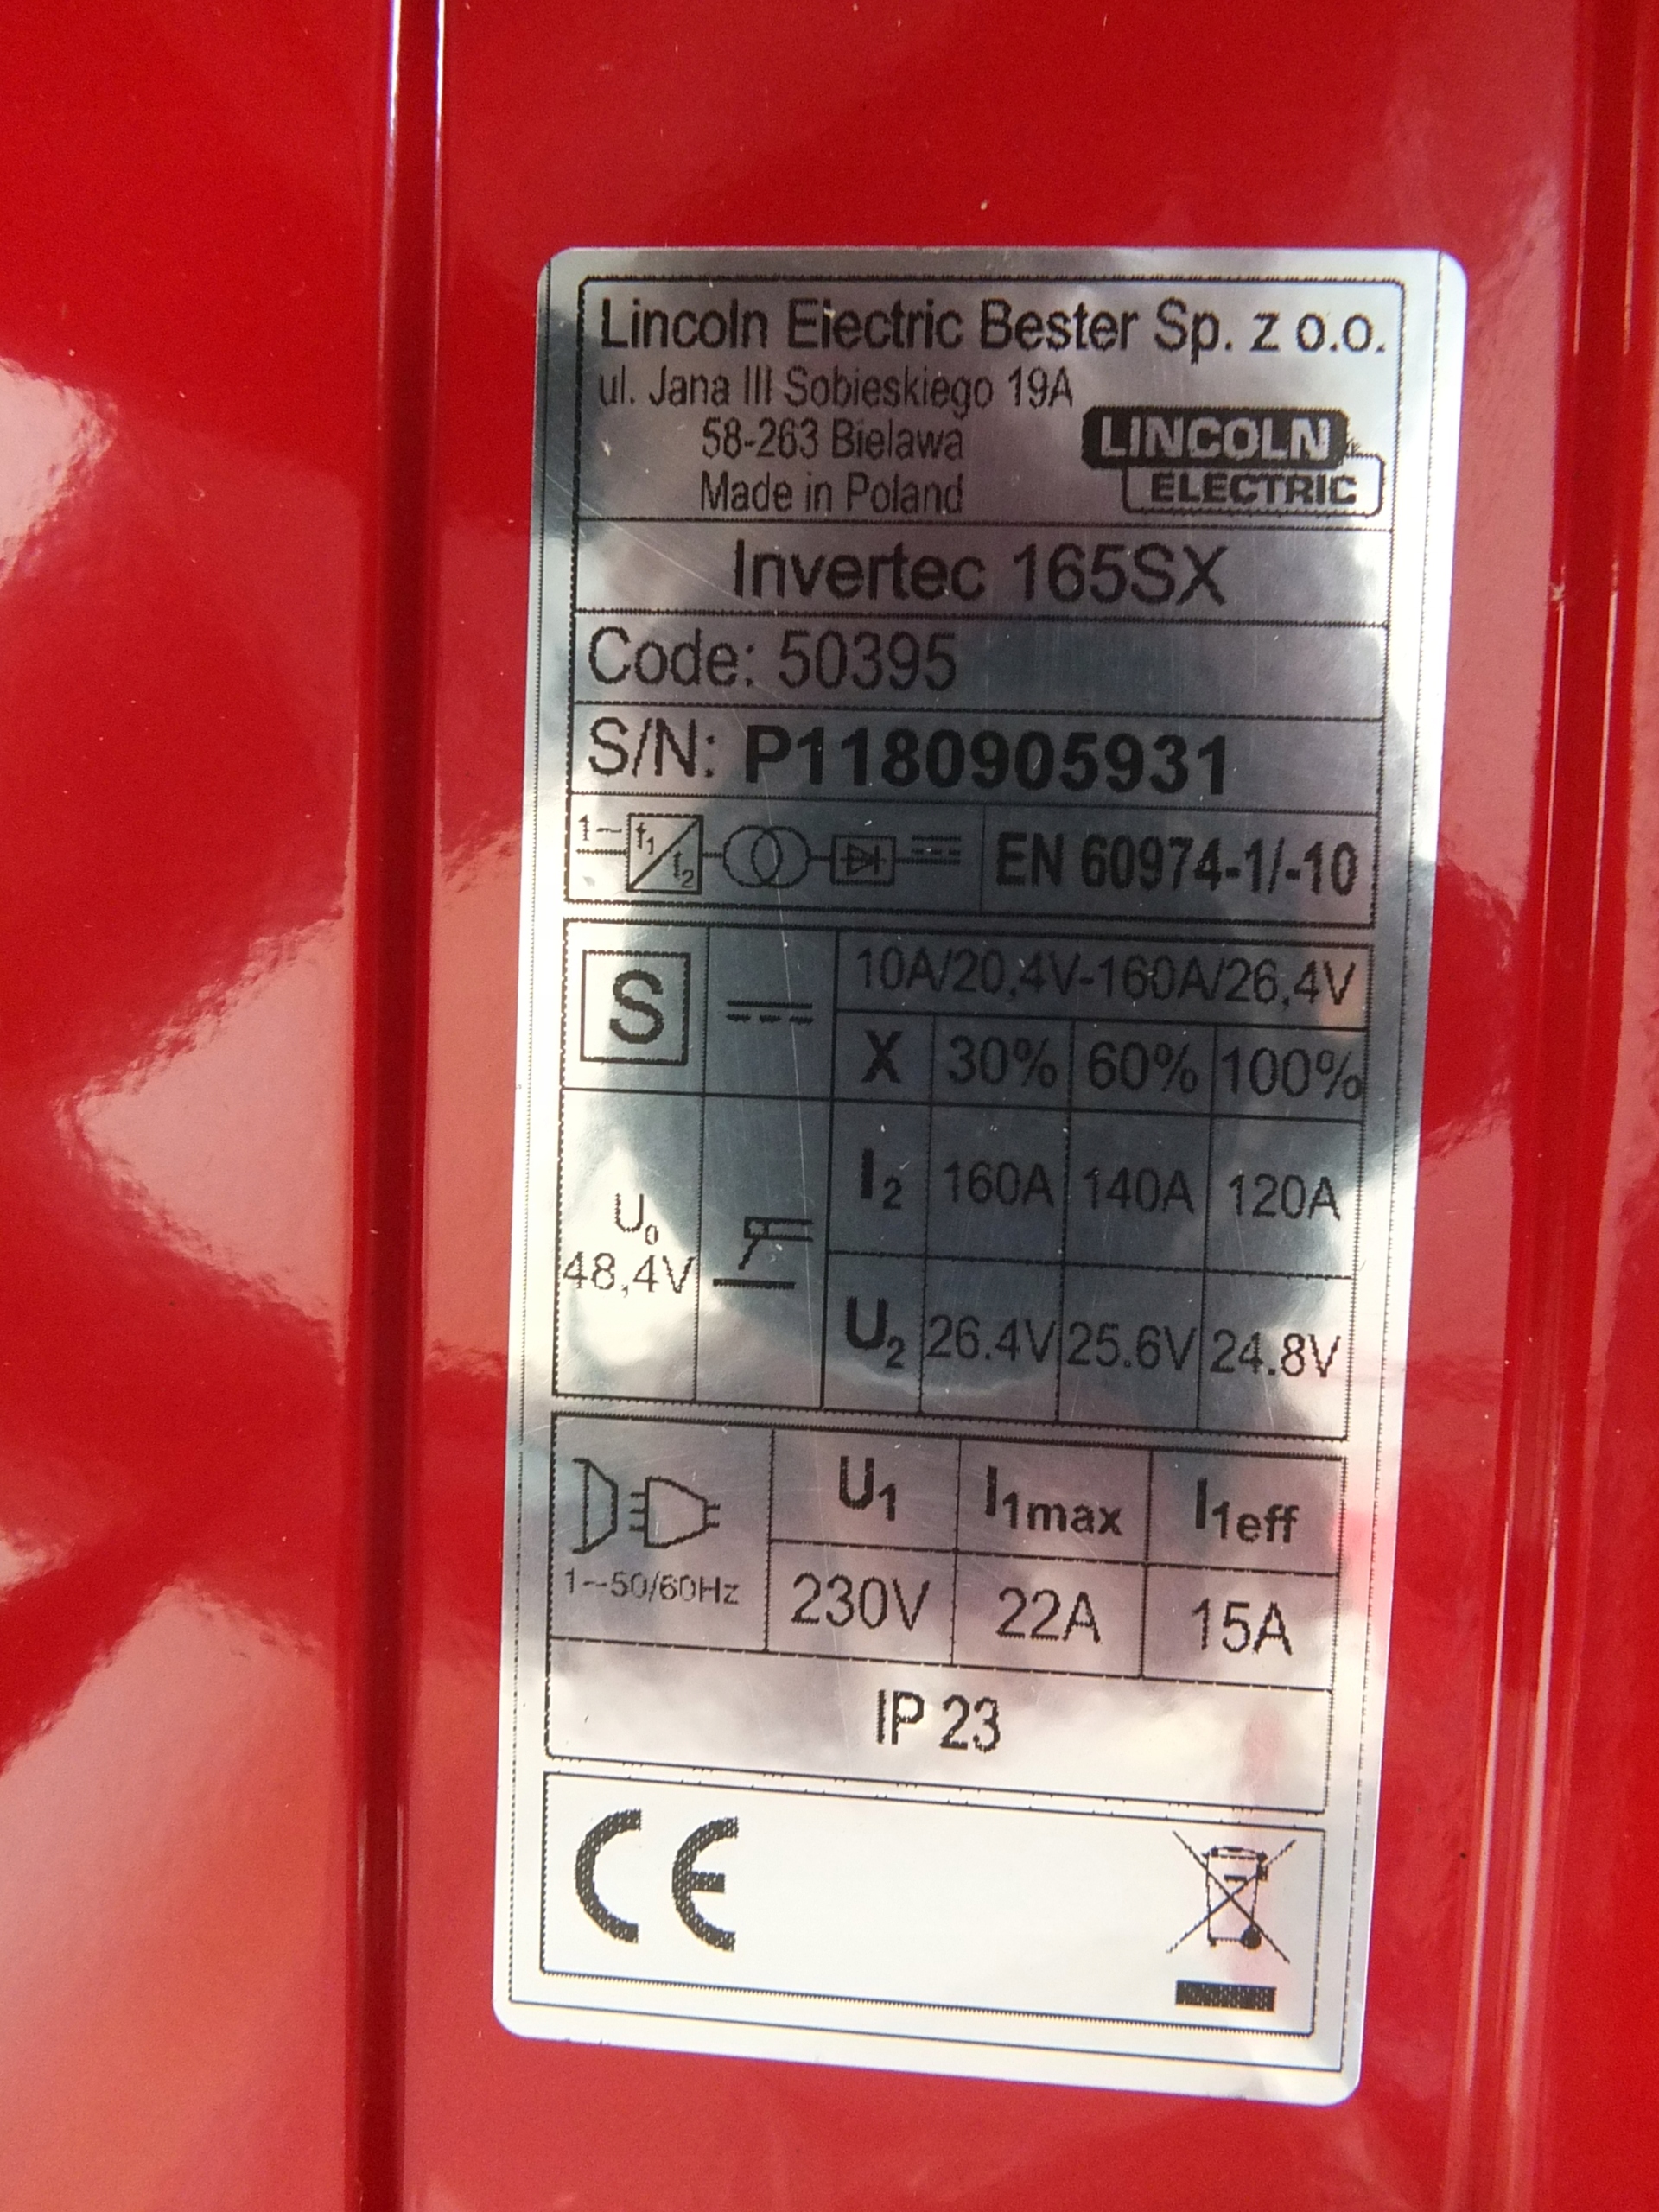 Lincoln Electric Bester Sp. z o.o.
ul. Jana III Sobieskiego 19A
58-263 Bielawa
Made in Poland
LINCOLN
ELECTRIC
Invertec 165SX
Code: 50395
S/N: P1180905931
1~ f1 f2 EN 60974-1/-10
S 10A/20,4V-160A/26,4V
X 30% 60% 100%
U0 48,4V
I2 160A 140A 120A
U2 26.4V 25.6V 24.8V
U1 I1max I1eff
1~50/60Hz 230V 22A 15A
IP 23
CE